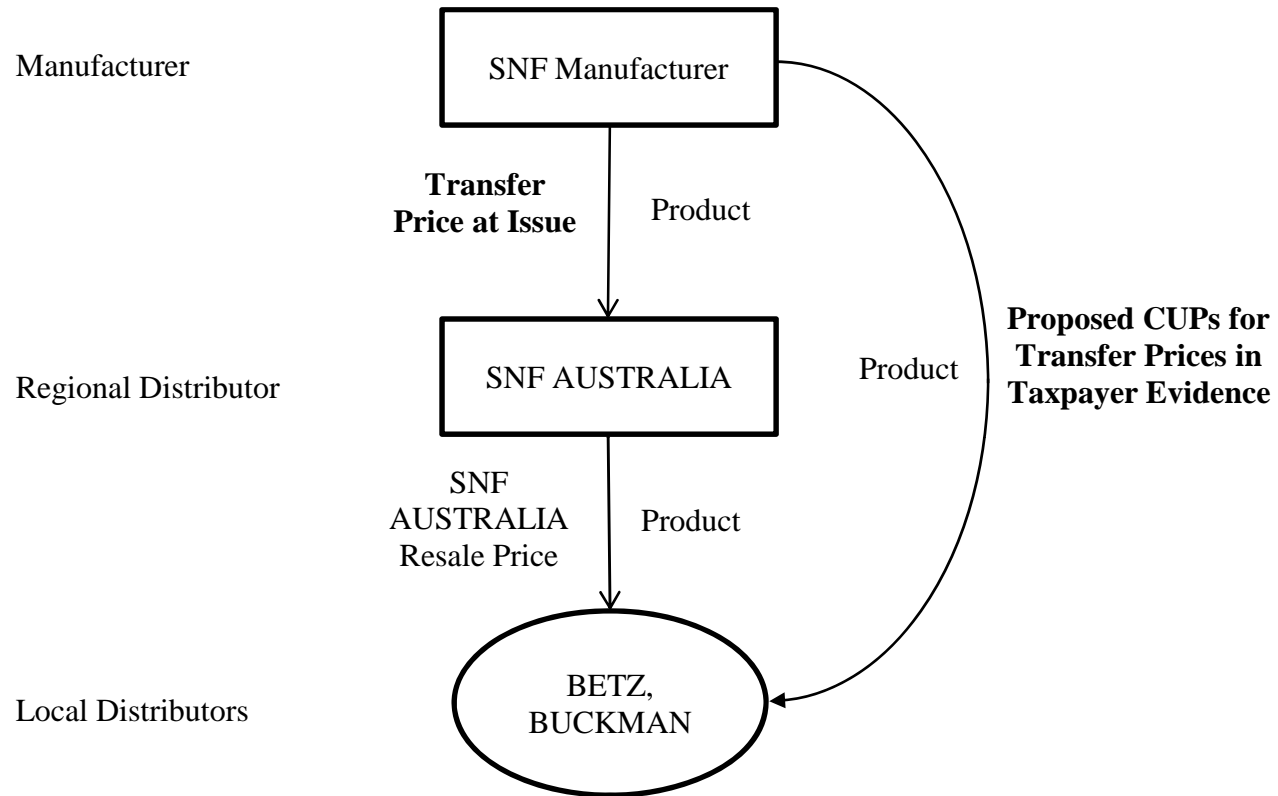 Manufacturer
SNF Manufacturer
Transfer
Price at Issue
Product
Regional Distributor
SNF AUSTRALIA
Product
Proposed CUPs for
Transfer Prices in
Taxpayer Evidence
SNF
AUSTRALIA
Resale Price
Product
Local Distributors
BETZ,
BUCKMAN